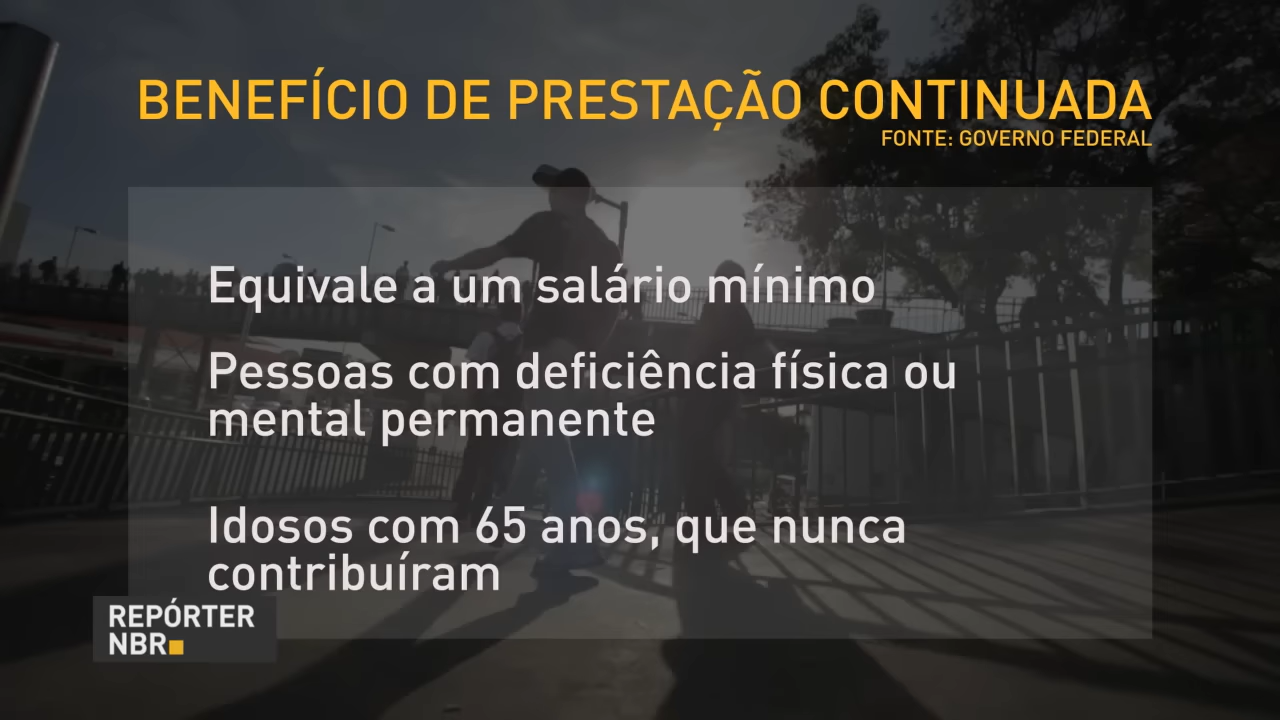 BENEFÍCIO DE PRESTAÇÃO CONTINUADA
FONTE: GOVERNO FEDERAL
Equivale a um salário mínimo
Pessoas com deficiência física ou
mental permanente
Idosos com 65 anos, que nunca
contribuíram
REPÓRTER
NBR